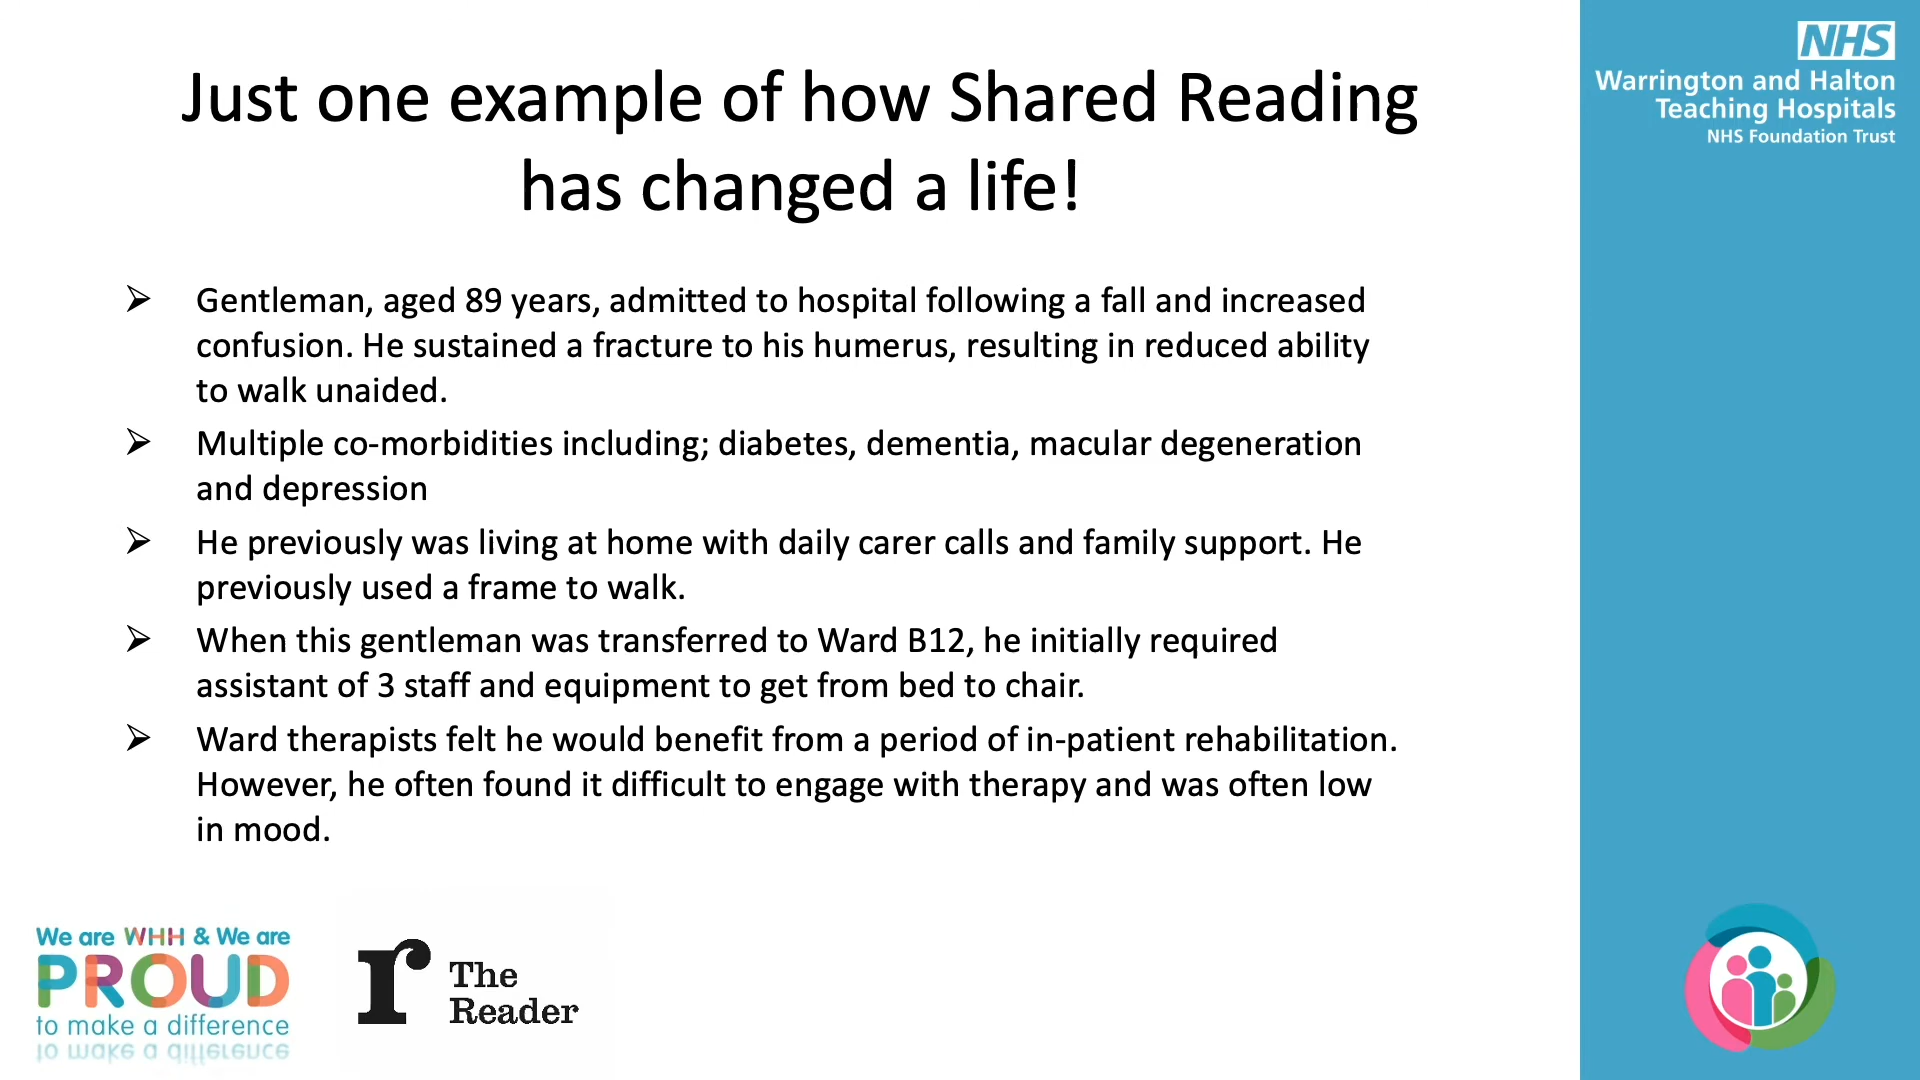 Just one example of how Shared Reading
has changed a life!
➢ Gentleman, aged 89 years, admitted to hospital following a fall and increased
confusion. He sustained a fracture to his humerus, resulting in reduced ability
to walk unaided.
➢ Multiple co-morbidities including; diabetes, dementia, macular degeneration
and depression
➢ He previously was living at home with daily carer calls and family support. He
previously used a frame to walk.
➢ When this gentleman was transferred to Ward B12, he initially required
assistant of 3 staff and equipment to get from bed to chair.
➢ Ward therapists felt he would benefit from a period of in-patient rehabilitation.
However, he often found it difficult to engage with therapy and was often low
in mood.
NHS
Warrington and Halton
Teaching Hospitals
NHS Foundation Trust
We are WHH & We are
PROUD
to make a difference
r The
Reader